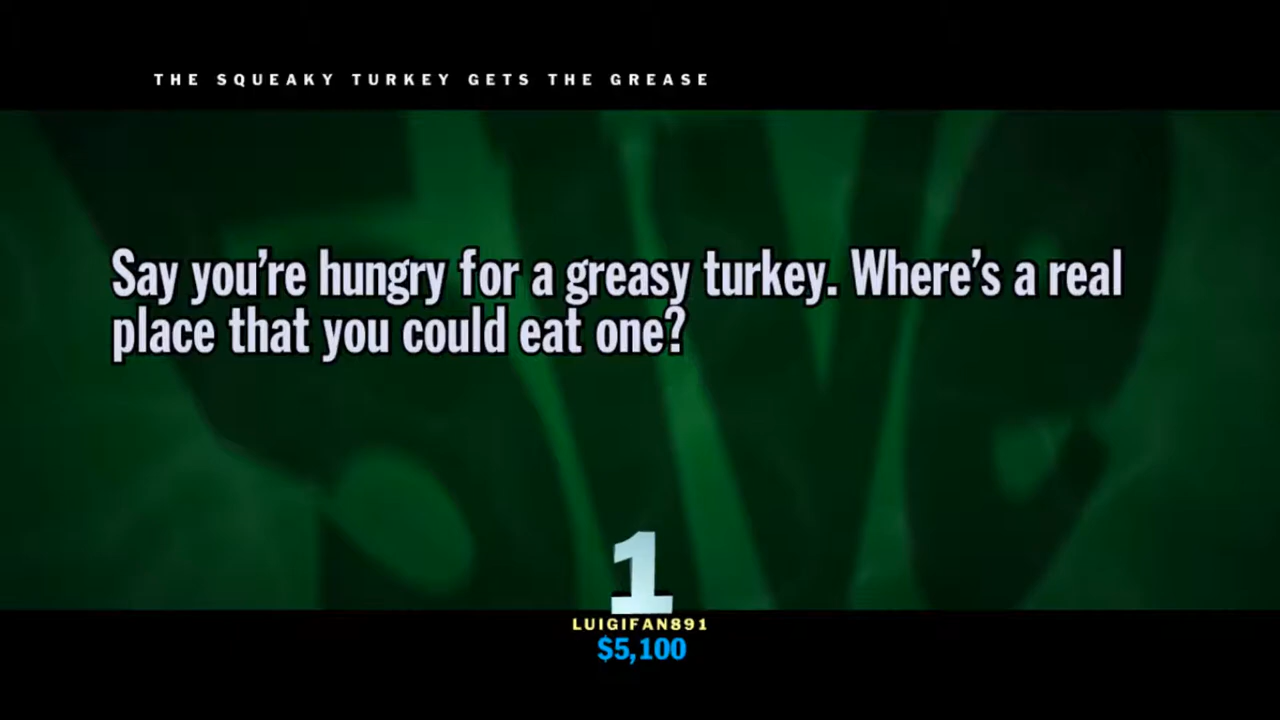 THE SQUEAKY TURKEY GETS THE GREASE
Say you're hungry for a greasy turkey. Where's a real
place that you could eat one?
1
LUIGIFAN891
$5,100